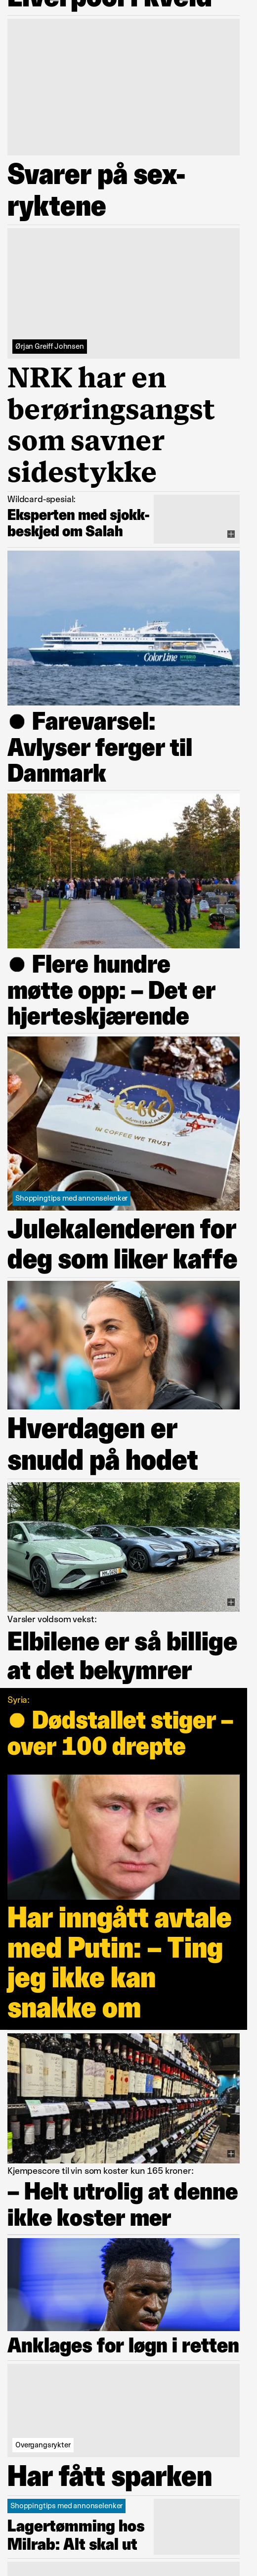 Liverpool i kveld
Svarer på sex-
ryktene
Ørjan Greiff Johnsen
NRK har en
berøringsangst
som savner
sidestykke
Wildcard-spesial:
Eksperten med sjokk-
beskjed om Salah
Color Line HYBRID
● Farevarsel:
Avlyser ferger til
Danmark
● Flere hundre
møtte opp: – Det er
hjerteskjærende
kaffi
IN COFFEE WE TRUST
Shoppingtips med annonselenker
Julekalenderen for
deg som liker kaffe
Hverdagen er
snudd på hodet
Varsler voldsom vekst:
Elbilene er så billige
at det bekymrer
Syria:
● Dødstallet stiger –
over 100 drepte
Har inngått avtale
med Putin: – Ting
jeg ikke kan
snakke om
Kjempescore til vin som koster kun 165 kroner:
– Helt utrolig at denne
ikke koster mer
Anklages for løgn i retten
Overgangsrykter
Har fått sparken
Shoppingtips med annonselenker
Lagertømming hos
Milrab: Alt skal ut